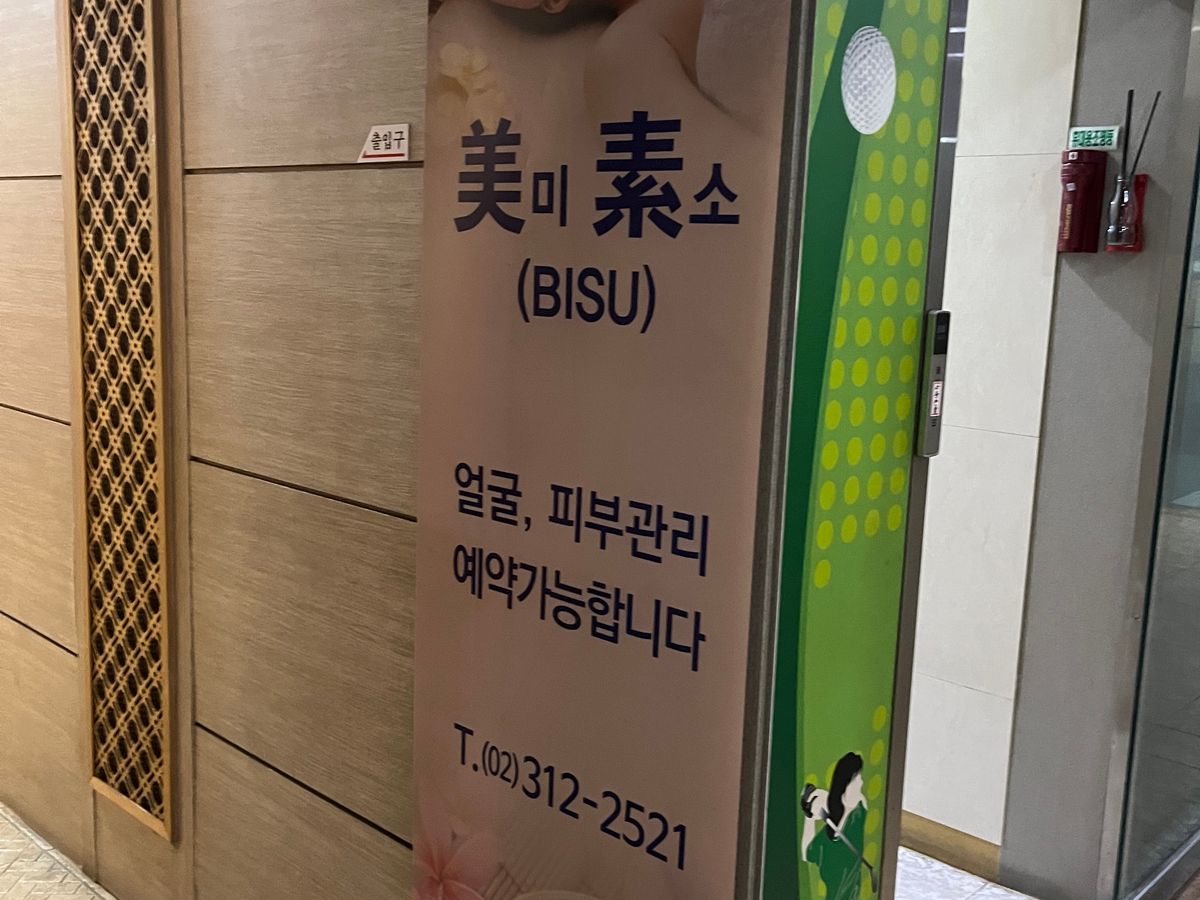 출입구
美미 素소
(BISU)
얼굴, 피부관리
예약가능합니다
T.(02)312-2521